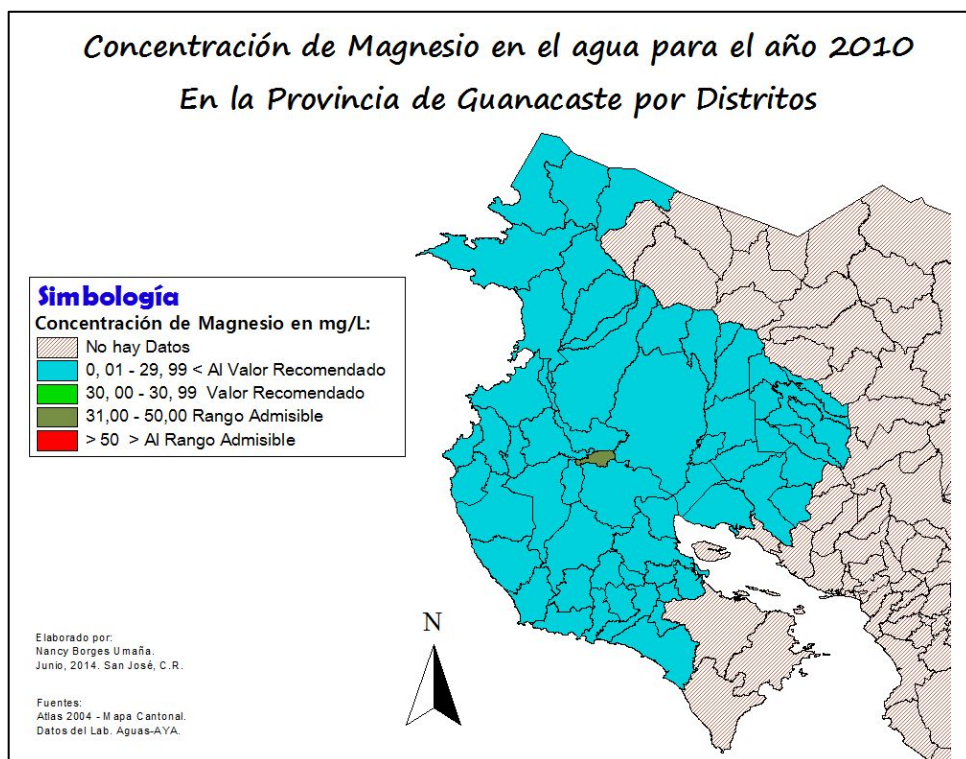 Concentración de Magnesio en el agua para el año 2010
En la Provincia de Guanacaste por Distritos
Simbología
Concentración de Magnesio en mg/L:
No hay Datos
0, 01 - 29, 99 < Al Valor Recomendado
30, 00 - 30, 99 Valor Recomendado
31,00 - 50,00 Rango Admisible
> 50 > Al Rango Admisible
N
Elaborado por:
Nancy Borges Umaña.
Junio, 2014. San José, C.R.
Fuentes:
Atlas 2004 - Mapa Cantonal.
Datos del Lab. Aguas-AYA.